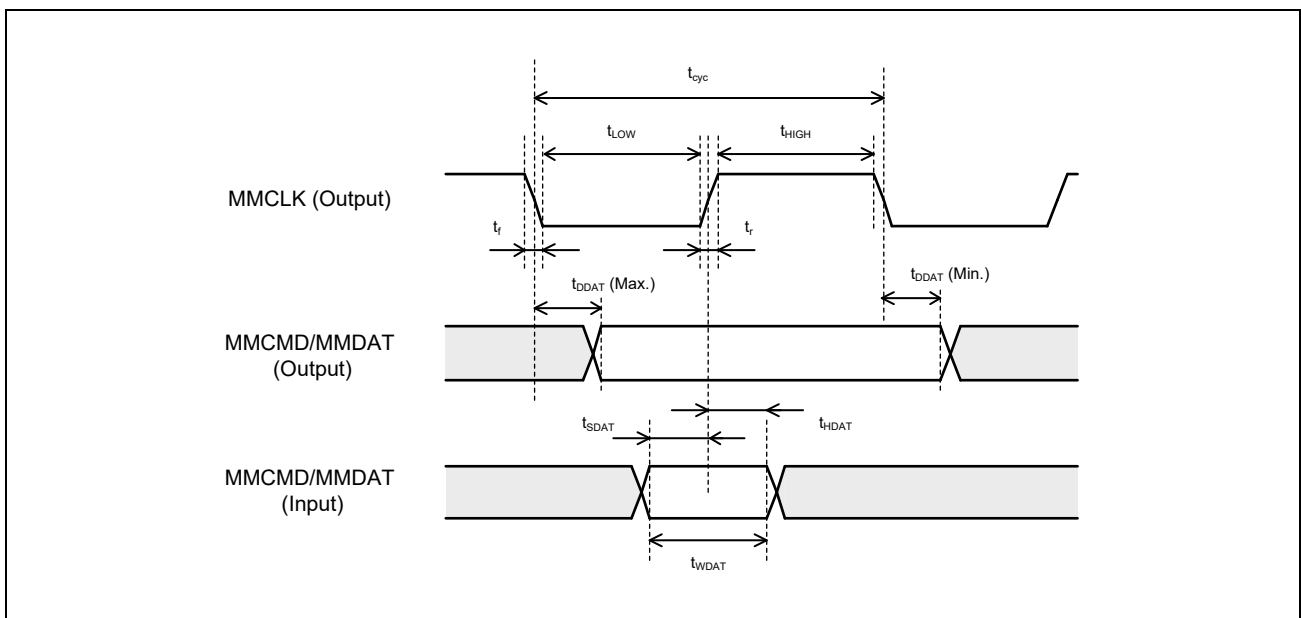 tcyc
tLOW
tHIGH
MMCLK (Output)
tf
tr
tDDAT (Max.)
tDDAT (Min.)
MMCMD/MMDAT
(Output)
tSDAT
tHDAT
MMCMD/MMDAT
(Input)
tWDAT